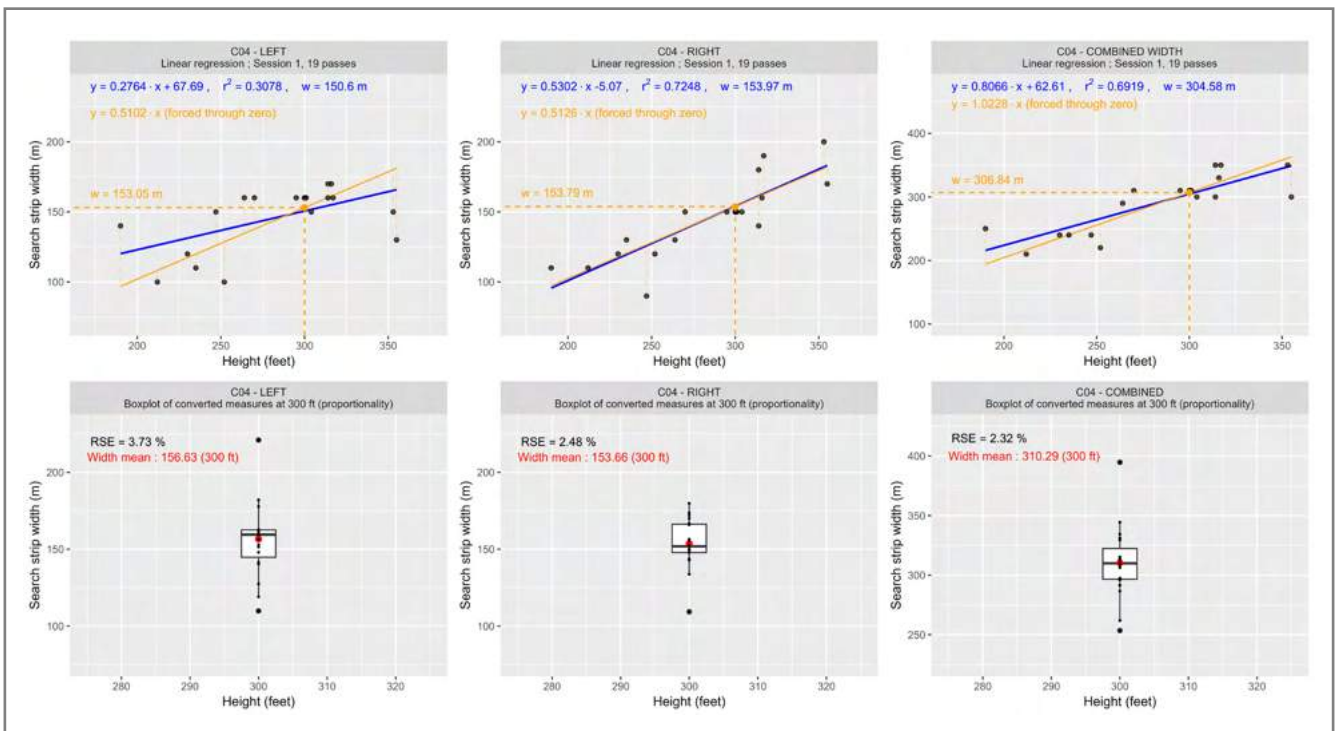 C04 - LEFT
Linear regression ; Session 1, 19 passes
y = 0.2764 · x + 67.69 , r² = 0.3078 , w = 150.6 m
y = 0.5102 · x (forced through zero)
w = 153.05 m
Search strip width (m)
200
150
100
200
250
300
350
Height (feet)
C04 - RIGHT
Linear regression ; Session 1, 19 passes
y = 0.5302 · x -5.07 , r² = 0.7248 , w = 153.97 m
y = 0.5126 · x (forced through zero)
w = 153.79 m
Search strip width (m)
200
150
100
200
250
300
350
Height (feet)
C04 - COMBINED WIDTH
Linear regression ; Session 1, 19 passes
y = 0.8066 · x + 62.61 , r² = 0.6919 , w = 304.58 m
y = 1.0228 · x (forced through zero)
w = 306.84 m
Search strip width (m)
400
300
200
100
200
250
300
350
Height (feet)
C04 - LEFT
Boxplot of converted measures at 300 ft (proportionality)
RSE = 3.73 %
Width mean : 156.63 (300 ft)
Search strip width (m)
200
150
100
280
290
300
310
320
Height (feet)
C04 - RIGHT
Boxplot of converted measures at 300 ft (proportionality)
RSE = 2.48 %
Width mean : 153.66 (300 ft)
Search strip width (m)
200
150
100
280
290
300
310
320
Height (feet)
C04 - COMBINED
Boxplot of converted measures at 300 ft (proportionality)
RSE = 2.32 %
Width mean : 310.29 (300 ft)
Search strip width (m)
400
350
300
250
280
290
300
310
320
Height (feet)